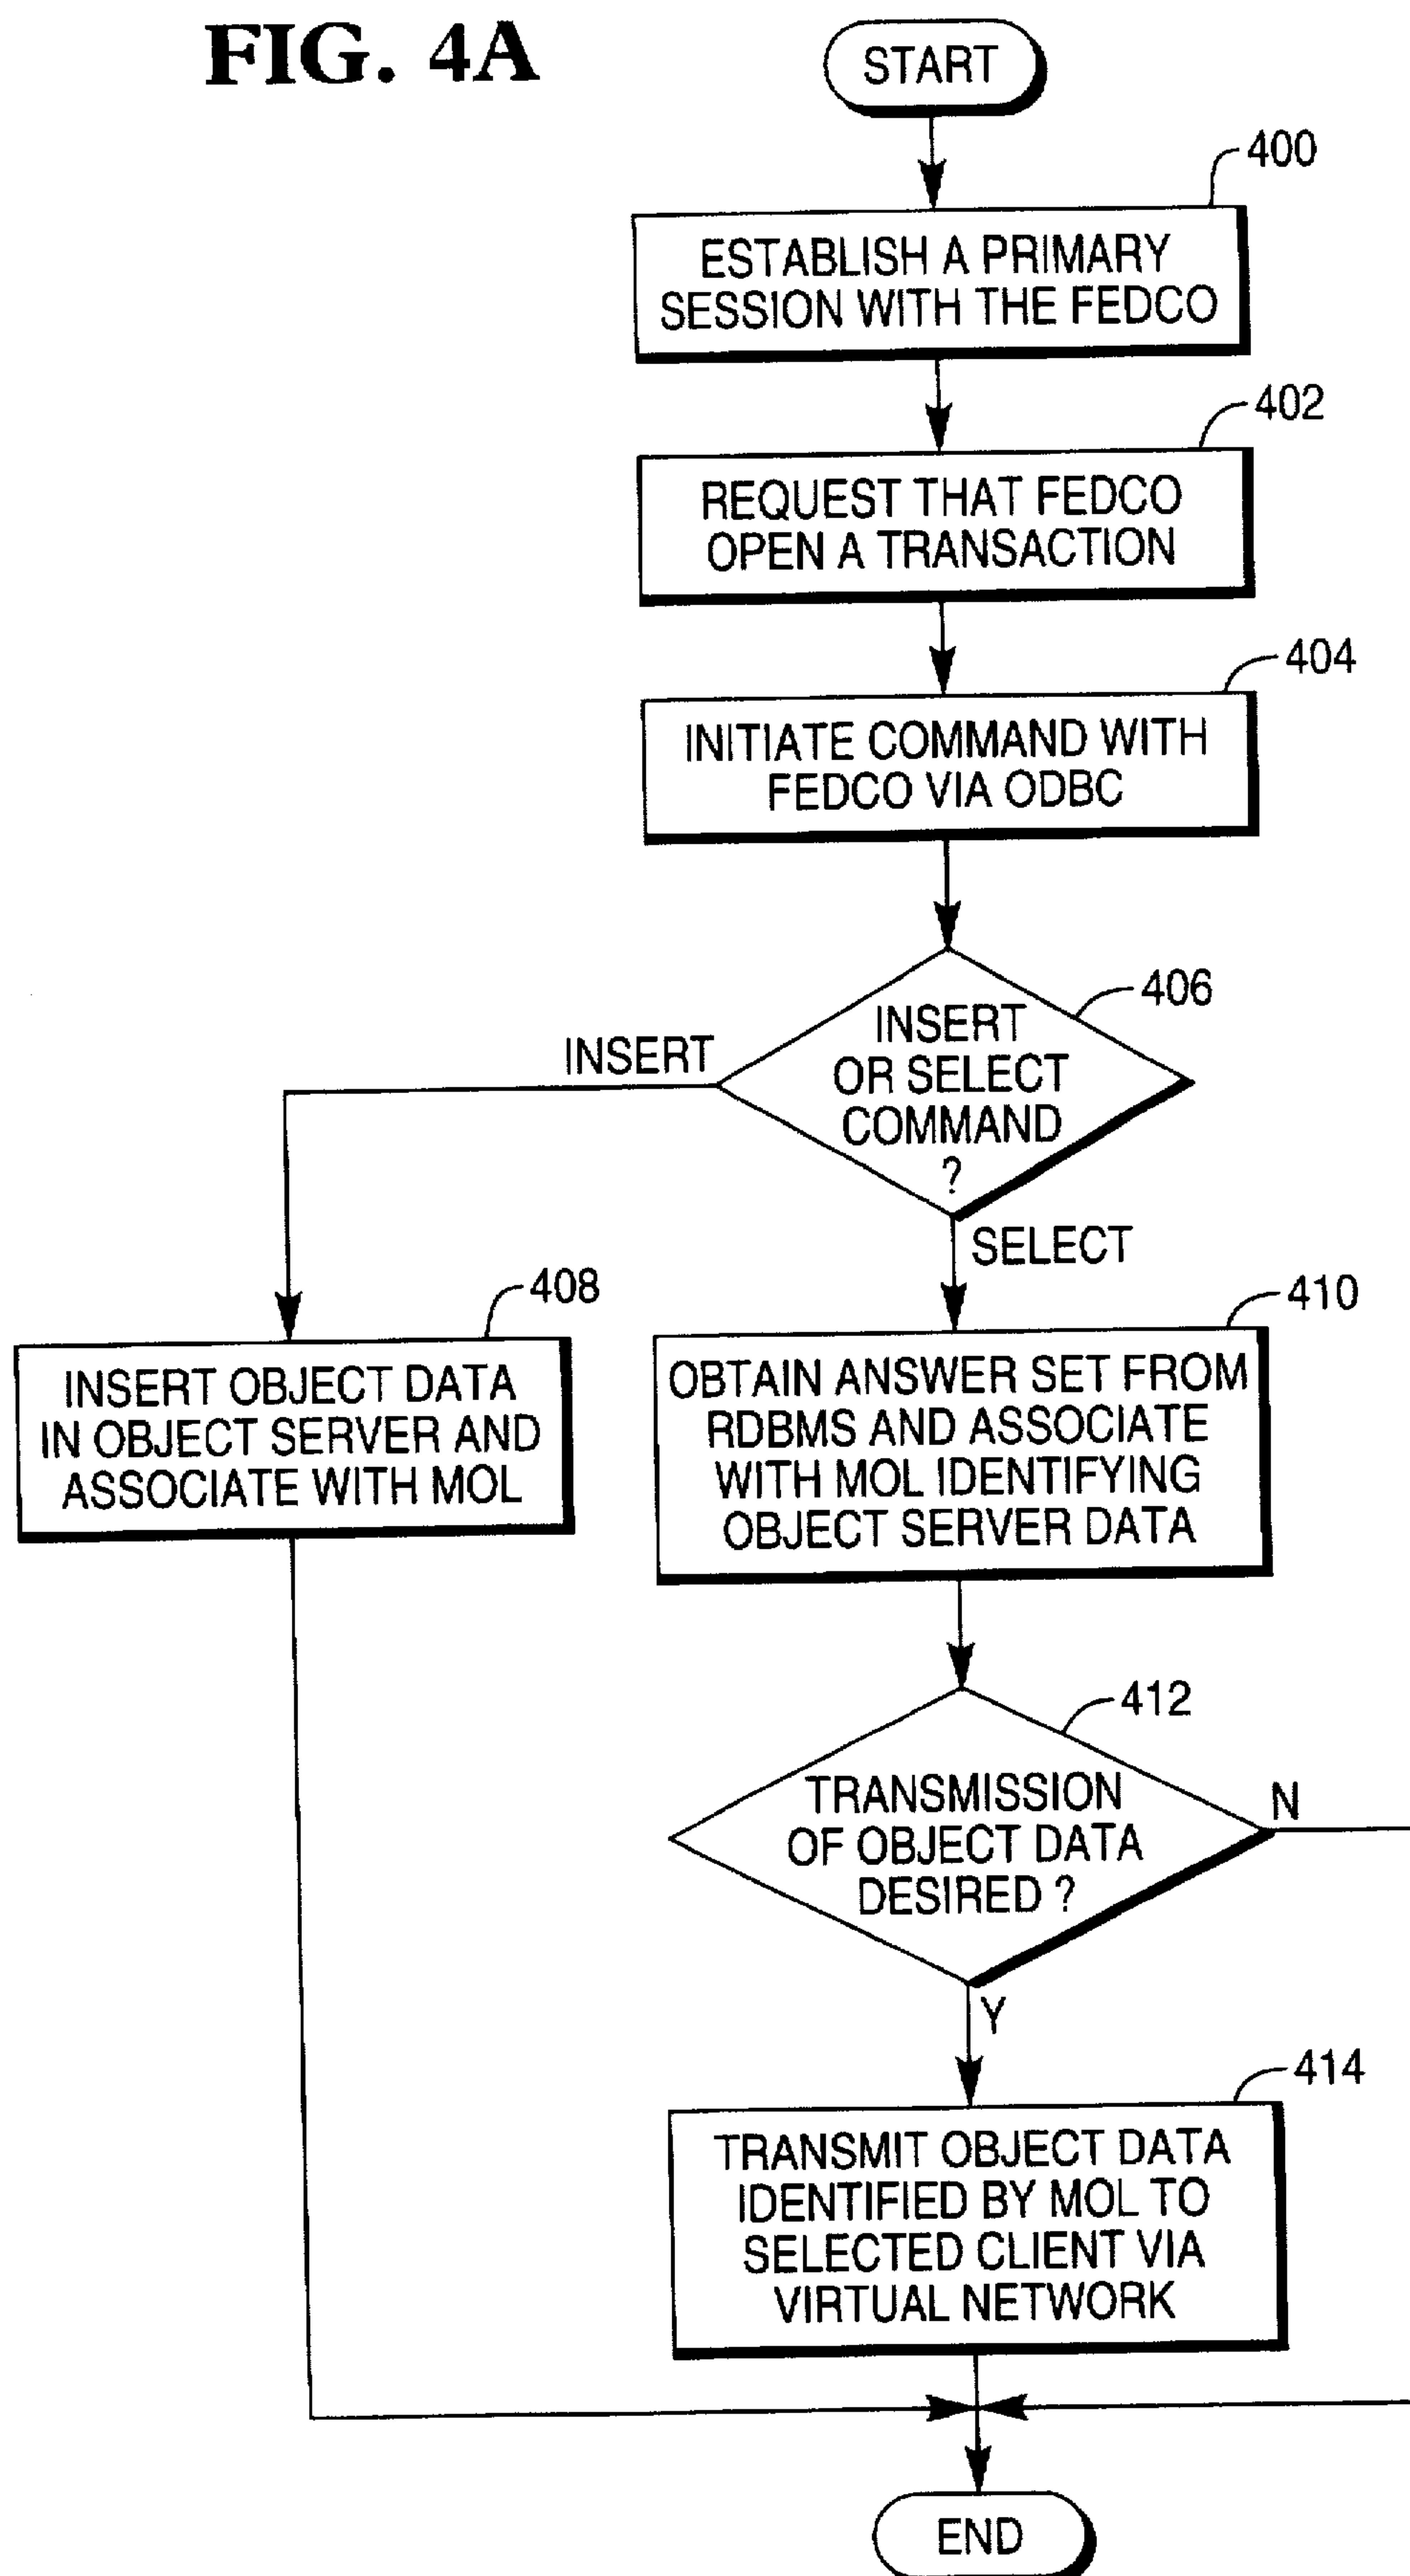 FIG. 4A
START
400
ESTABLISH A PRIMARY
SESSION WITH THE FEDCO
402
REQUEST THAT FEDCO
OPEN A TRANSACTION
404
INITIATE COMMAND WITH
FEDCO VIA ODBC
406
INSERT
OR SELECT
COMMAND
?
INSERT
SELECT
408
INSERT OBJECT DATA
IN OBJECT SERVER AND
ASSOCIATE WITH MOL
410
OBTAIN ANSWER SET FROM
RDBMS AND ASSOCIATE
WITH MOL IDENTIFYING
OBJECT SERVER DATA
412
TRANSMISSION
OF OBJECT DATA
DESIRED ?
N
Y
414
TRANSMIT OBJECT DATA
IDENTIFIED BY MOL TO
SELECTED CLIENT VIA
VIRTUAL NETWORK
END